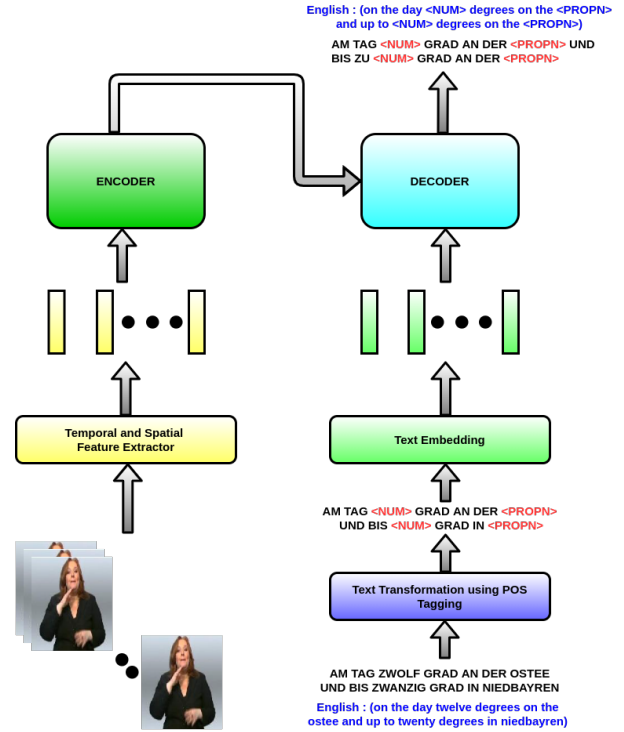 English : (on the day <NUM> degrees on the <PROPN>
and up to <NUM> degrees on the <PROPN>)
AM TAG <NUM> GRAD AN DER <PROPN> UND
BIS ZU <NUM> GRAD AN DER <PROPN>
ENCODER
DECODER
Temporal and Spatial
Feature Extractor
Text Embedding
AM TAG <NUM> GRAD AN DER <PROPN>
UND BIS <NUM> GRAD IN <PROPN>
Text Transformation using POS
Tagging
AM TAG ZWOLF GRAD AN DER OSTEE
UND BIS ZWANZIG GRAD IN NIEDBAYREN
English : (on the day twelve degrees on the
ostee and up to twenty degrees in niedbayren)